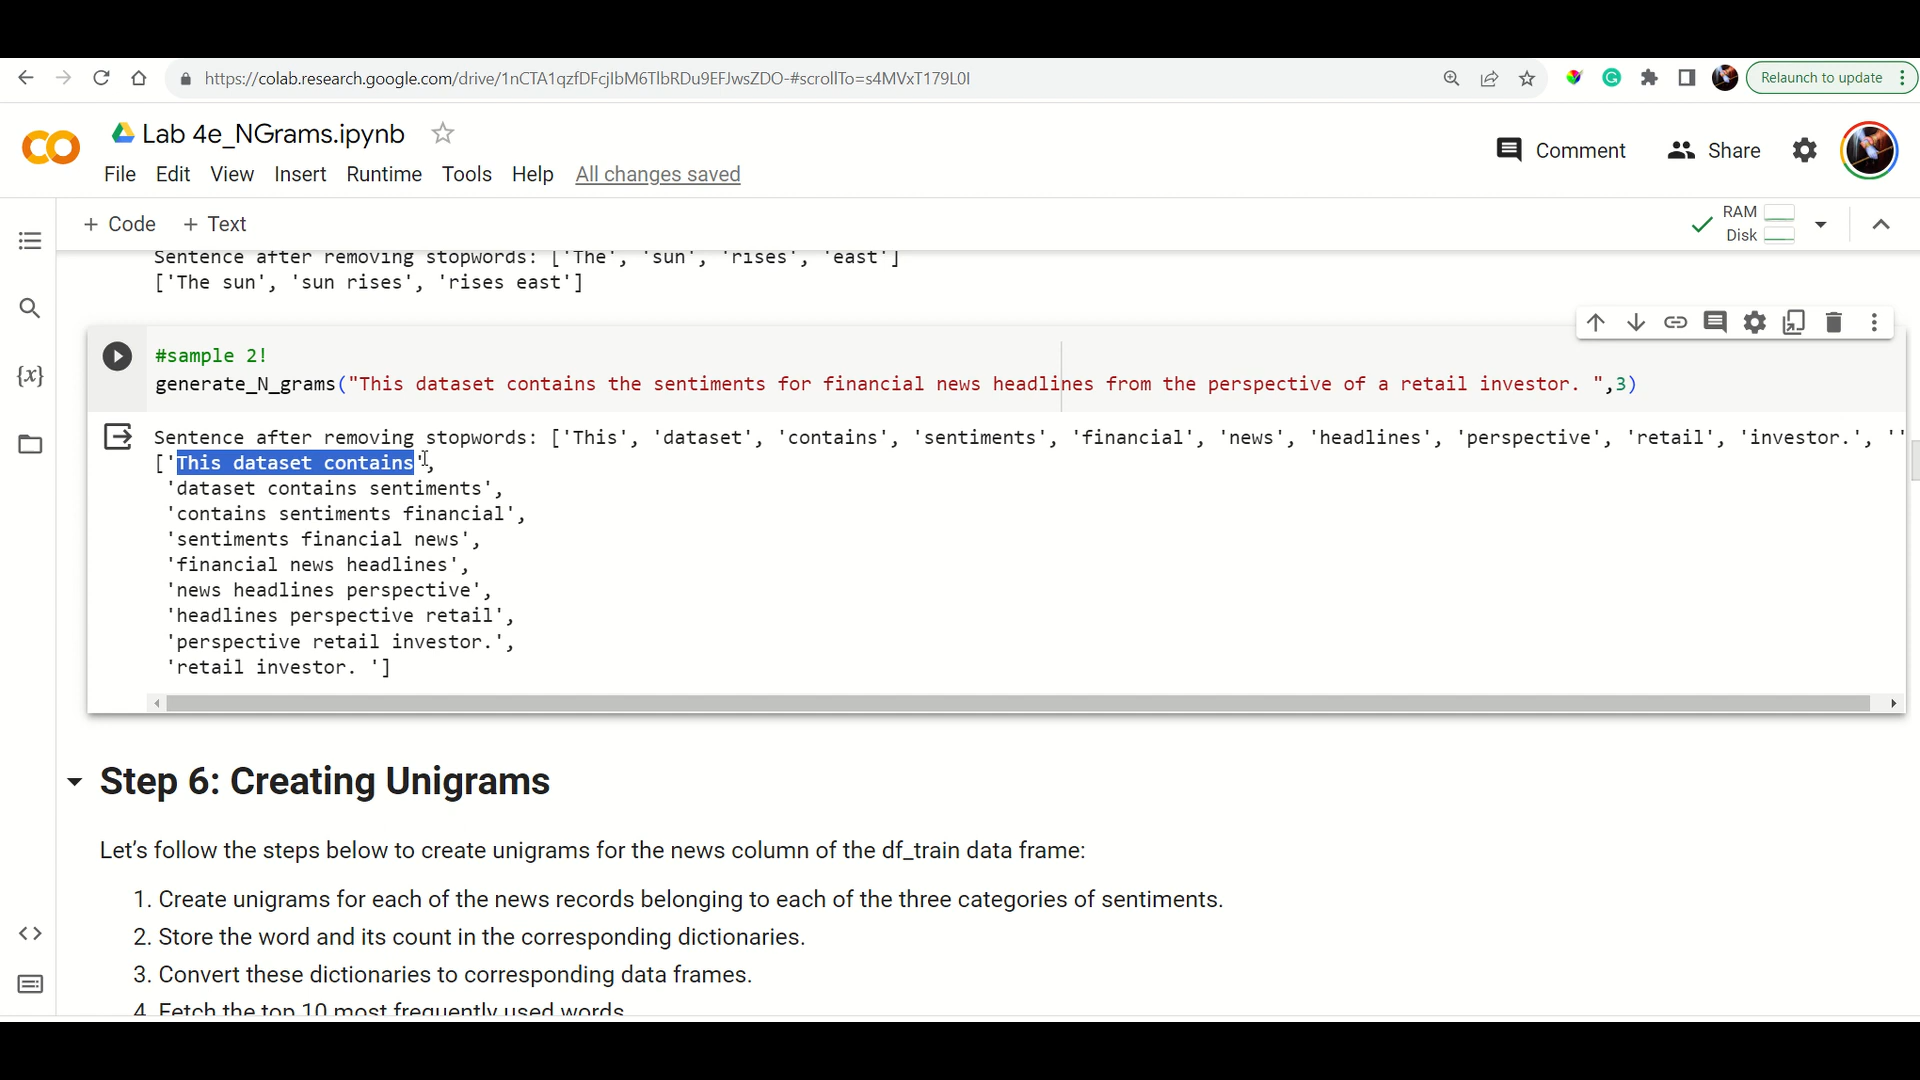 https://colab.research.google.com/drive/1nCTA1qzfDFcjIbM6TlbRDu9EFJwsZDO-#scrollTo=s4MVxT179L0I
Relaunch to update
Lab 4e_NGrams.ipynb
File Edit View Insert Runtime Tools Help All changes saved
Comment
Share
+ Code + Text
RAM
Disk
Sentence after removing stopwords: ['The', 'sun', 'rises', 'east']
['The sun', 'sun rises', 'rises east']
#sample 2!
generate_N_grams("This dataset contains the sentiments for financial news headlines from the perspective of a retail investor. ",3)
Sentence after removing stopwords: ['This', 'dataset', 'contains', 'sentiments', 'financial', 'news', 'headlines', 'perspective', 'retail', 'investor.', ''
['This dataset contains',
'dataset contains sentiments',
'contains sentiments financial',
'sentiments financial news',
'financial news headlines',
'news headlines perspective',
'headlines perspective retail',
'perspective retail investor.',
'retail investor. ']
{x}
Step 6: Creating Unigrams
Let's follow the steps below to create unigrams for the news column of the df_train data frame:
1. Create unigrams for each of the news records belonging to each of the three categories of sentiments.
2. Store the word and its count in the corresponding dictionaries.
3. Convert these dictionaries to corresponding data frames.
4. Fetch the top 10 most frequently used words.